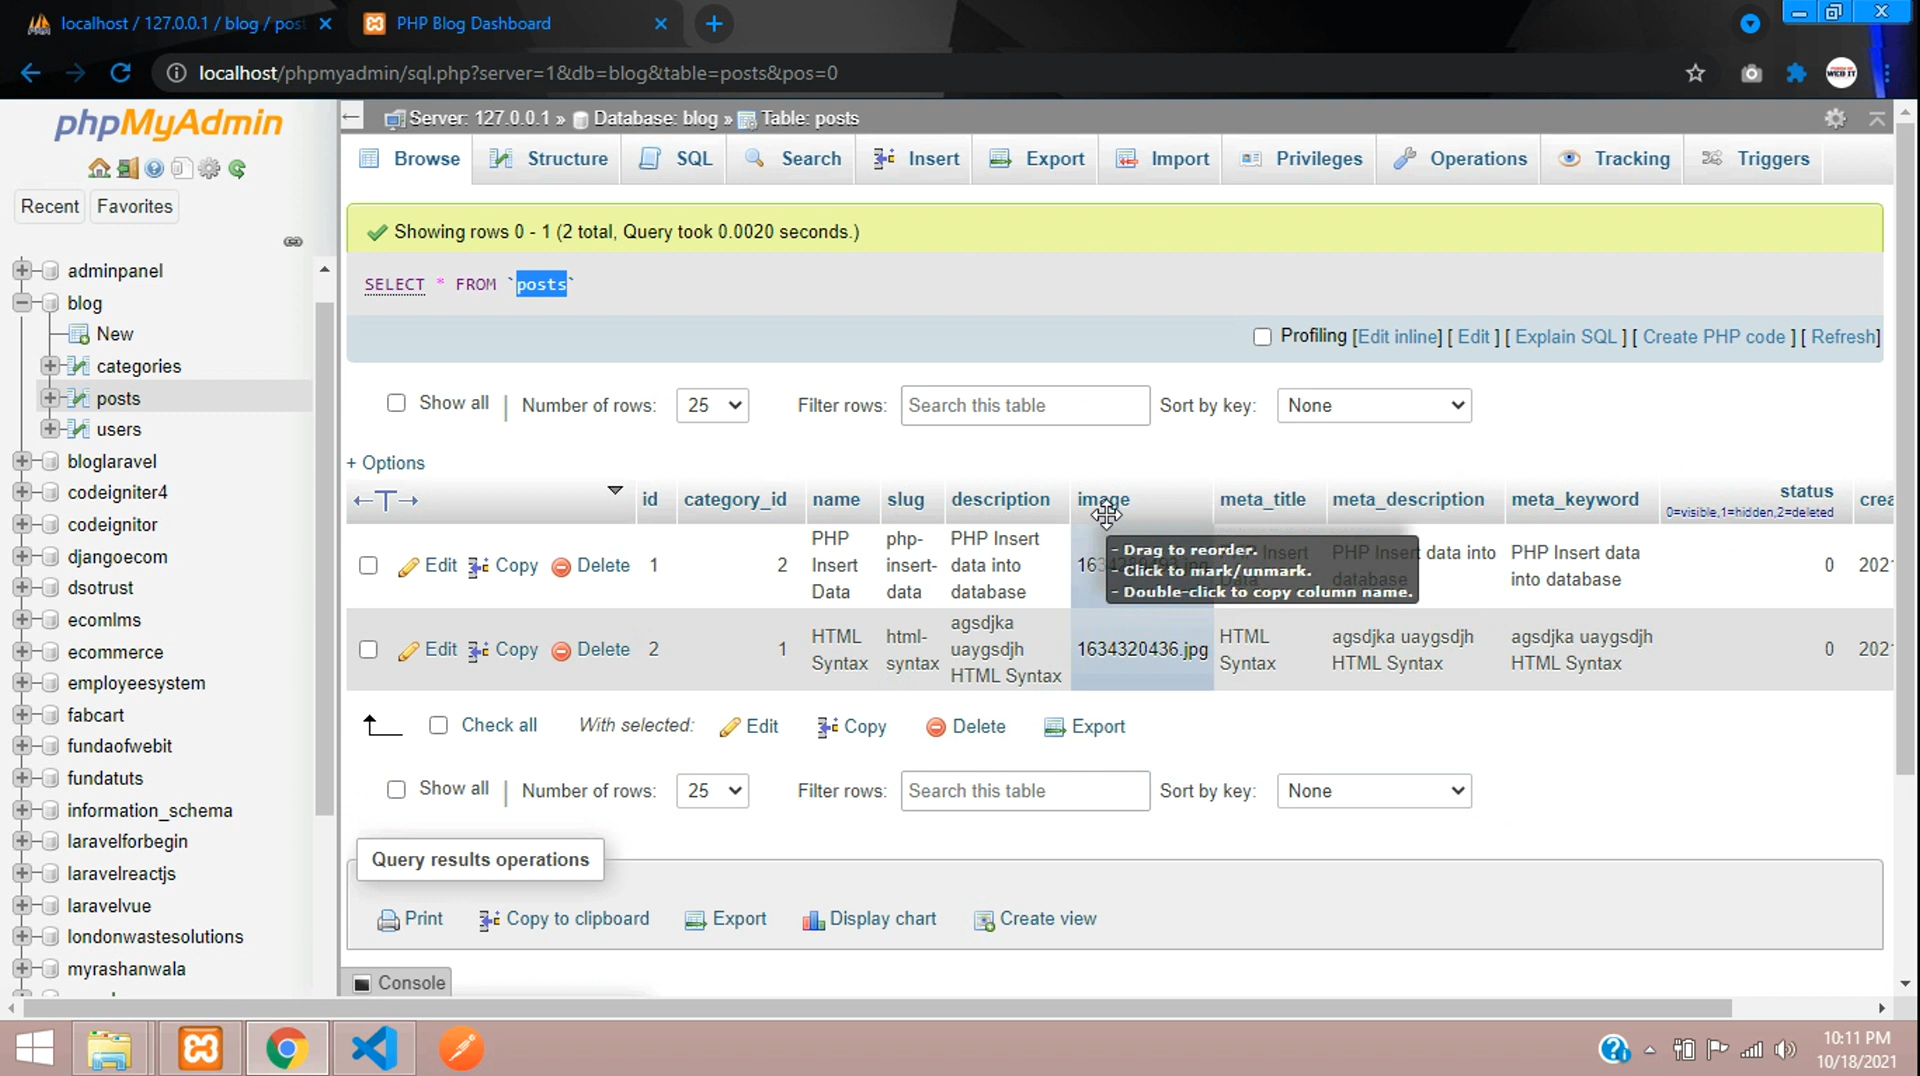 localhost / 127.0.0.1 / blog / post
PHP Blog Dashboard
localhost/phpmyadmin/sql.php?server=1&db=blog&table=posts&pos=0
WEB IT
phpMyAdmin
Recent
Favorites
adminpanel
blog
New
categories
posts
users
bloglaravel
codeigniter4
codeignitor
djangoecom
dsotrust
ecomlms
ecommerce
employeesystem
fabcart
fundaofwebit
fundatuts
information_schema
laravelforbegin
laravelreactjs
laravelvue
londonwastesolutions
myrashanwala
Server: 127.0.0.1 » Database: blog » Table: posts
Browse Structure SQL Search Insert Export Import Privileges Operations Tracking Triggers
Showing rows 0 - 1 (2 total, Query took 0.0020 seconds.)
SELECT * FROM `posts`
Profiling [Edit inline] [ Edit ] [ Explain SQL ] [ Create PHP code ] [ Refresh]
Show all | Number of rows: 25 Filter rows: Search this table Sort by key: None
+ Options
←T→ id category_id name slug description image meta_title meta_description meta_keyword status crea
0=visible,1=hidden,2=deleted
Edit Copy Delete 1 2 PHP Insert Data php-insert-data PHP Insert data into database PHP Insert Data PHP Insert data into database PHP Insert data into database 0 2021
- Drag to reorder.
- Click to mark/unmark.
- Double-click to copy column name.
Edit Copy Delete 2 1 HTML Syntax html-syntax agsdjka uaygsdjh HTML Syntax 1634320436.jpg HTML Syntax agsdjka uaygsdjh HTML Syntax agsdjka uaygsdjh HTML Syntax 0 2021
Check all With selected: Edit Copy Delete Export
Show all | Number of rows: 25 Filter rows: Search this table Sort by key: None
Query results operations
Print Copy to clipboard Export Display chart Create view
Console
10:11 PM
10/18/2021